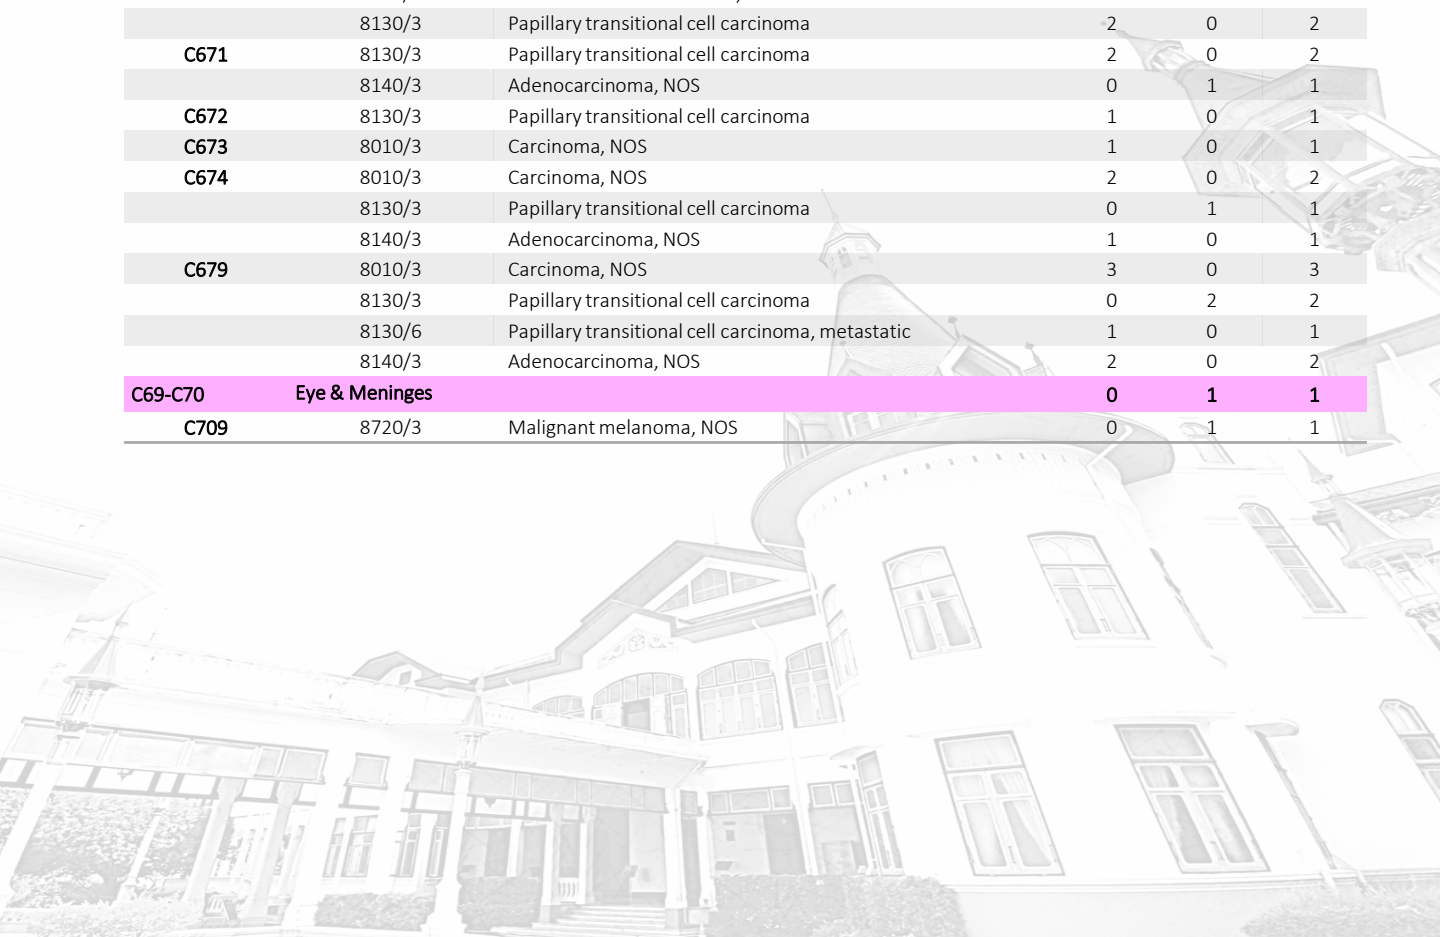 8130/3 Papillary transitional cell carcinoma 2 0 2
C671 8130/3 Papillary transitional cell carcinoma 2 0 2
8140/3 Adenocarcinoma, NOS 0 1 1
C672 8130/3 Papillary transitional cell carcinoma 1 0 1
C673 8010/3 Carcinoma, NOS 1 0 1
C674 8010/3 Carcinoma, NOS 2 0 2
8130/3 Papillary transitional cell carcinoma 0 1 1
8140/3 Adenocarcinoma, NOS 1 0 1
C679 8010/3 Carcinoma, NOS 3 0 3
8130/3 Papillary transitional cell carcinoma 0 2 2
8130/6 Papillary transitional cell carcinoma, metastatic 1 0 1
8140/3 Adenocarcinoma, NOS 2 0 2
C69-C70 Eye & Meninges 0 1 1
C709 8720/3 Malignant melanoma, NOS 0 1 1